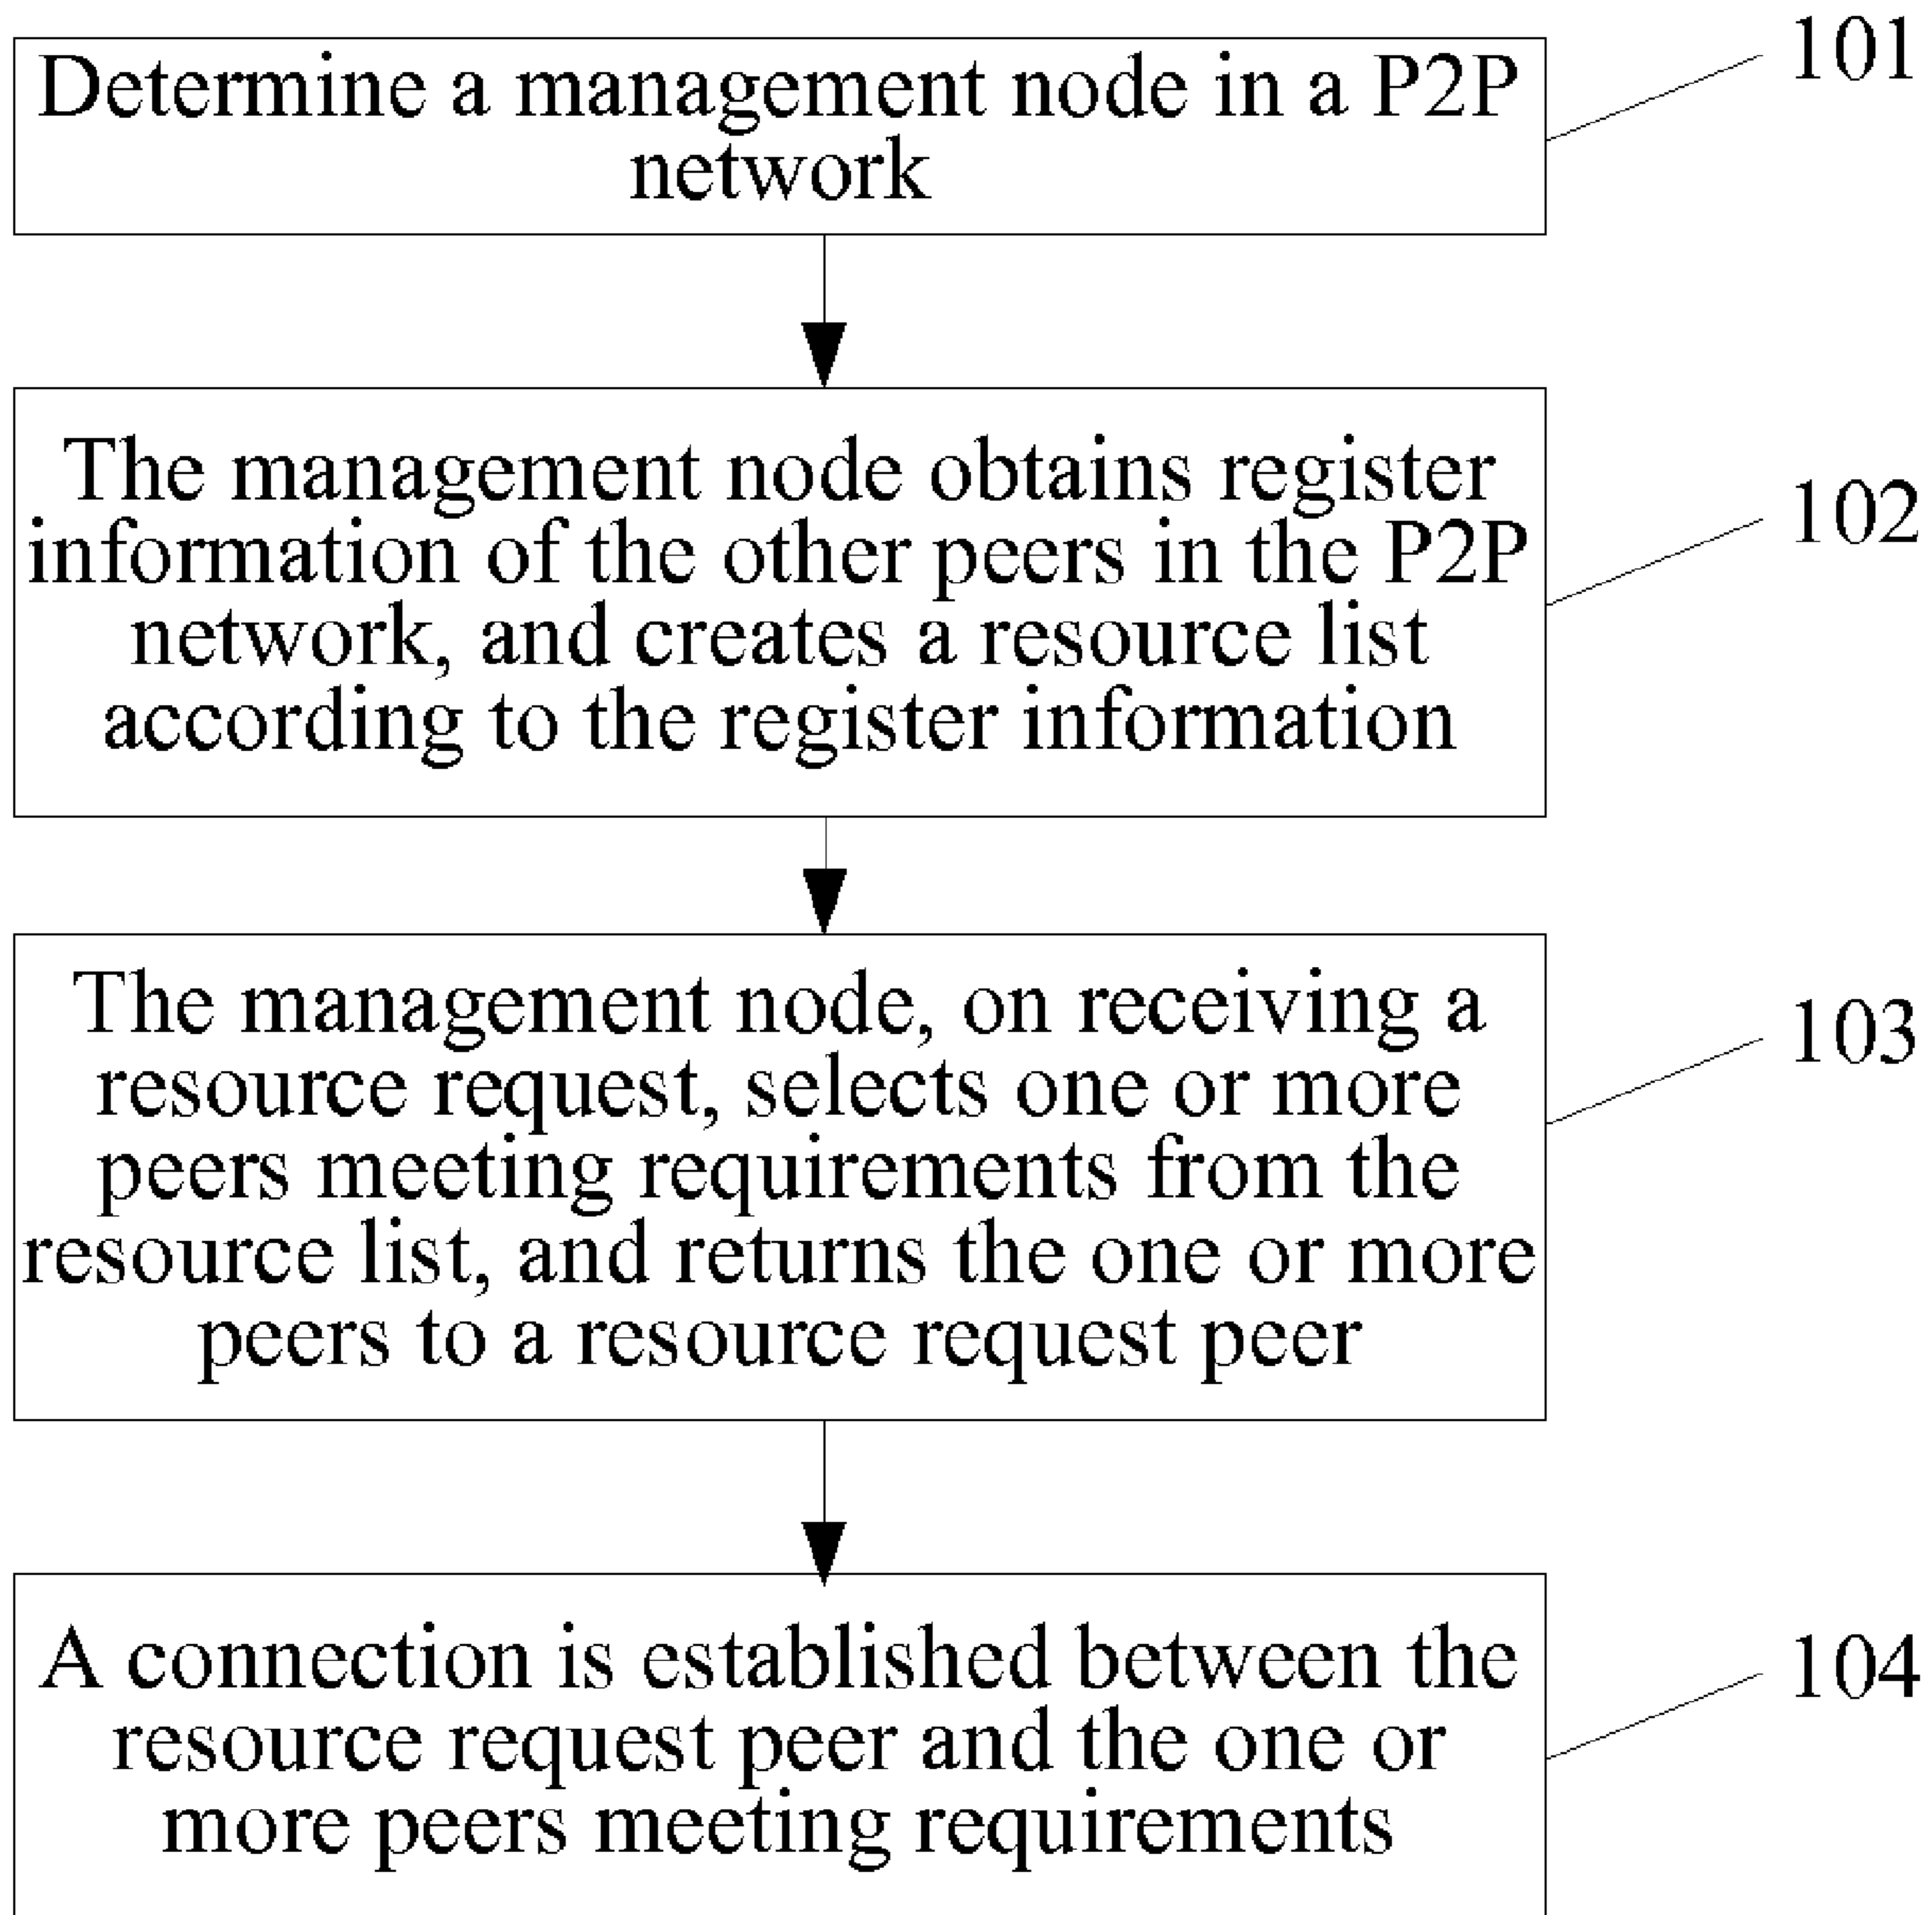 Determine a management node in a P2P
network
101
The management node obtains register
information of the other peers in the P2P
network, and creates a resource list
according to the register information
102
The management node, on receiving a
resource request, selects one or more
peers meeting requirements from the
resource list, and returns the one or more
peers to a resource request peer
103
A connection is established between the
resource request peer and the one or
more peers meeting requirements
104